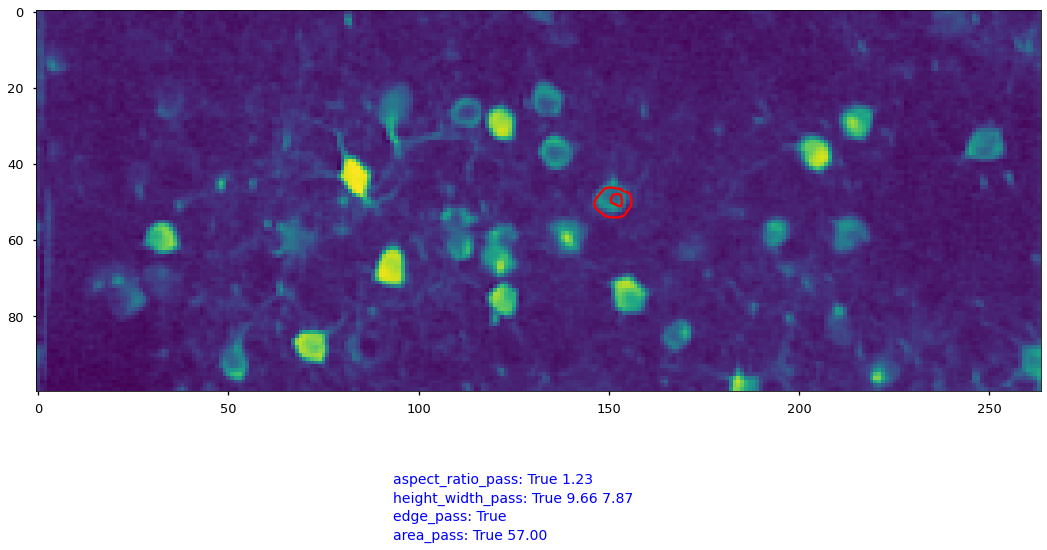 0
20
40
60
80
0 50 100 150 200 250
aspect_ratio_pass: True 1.23
height_width_pass: True 9.66 7.87
edge_pass: True
area_pass: True 57.00